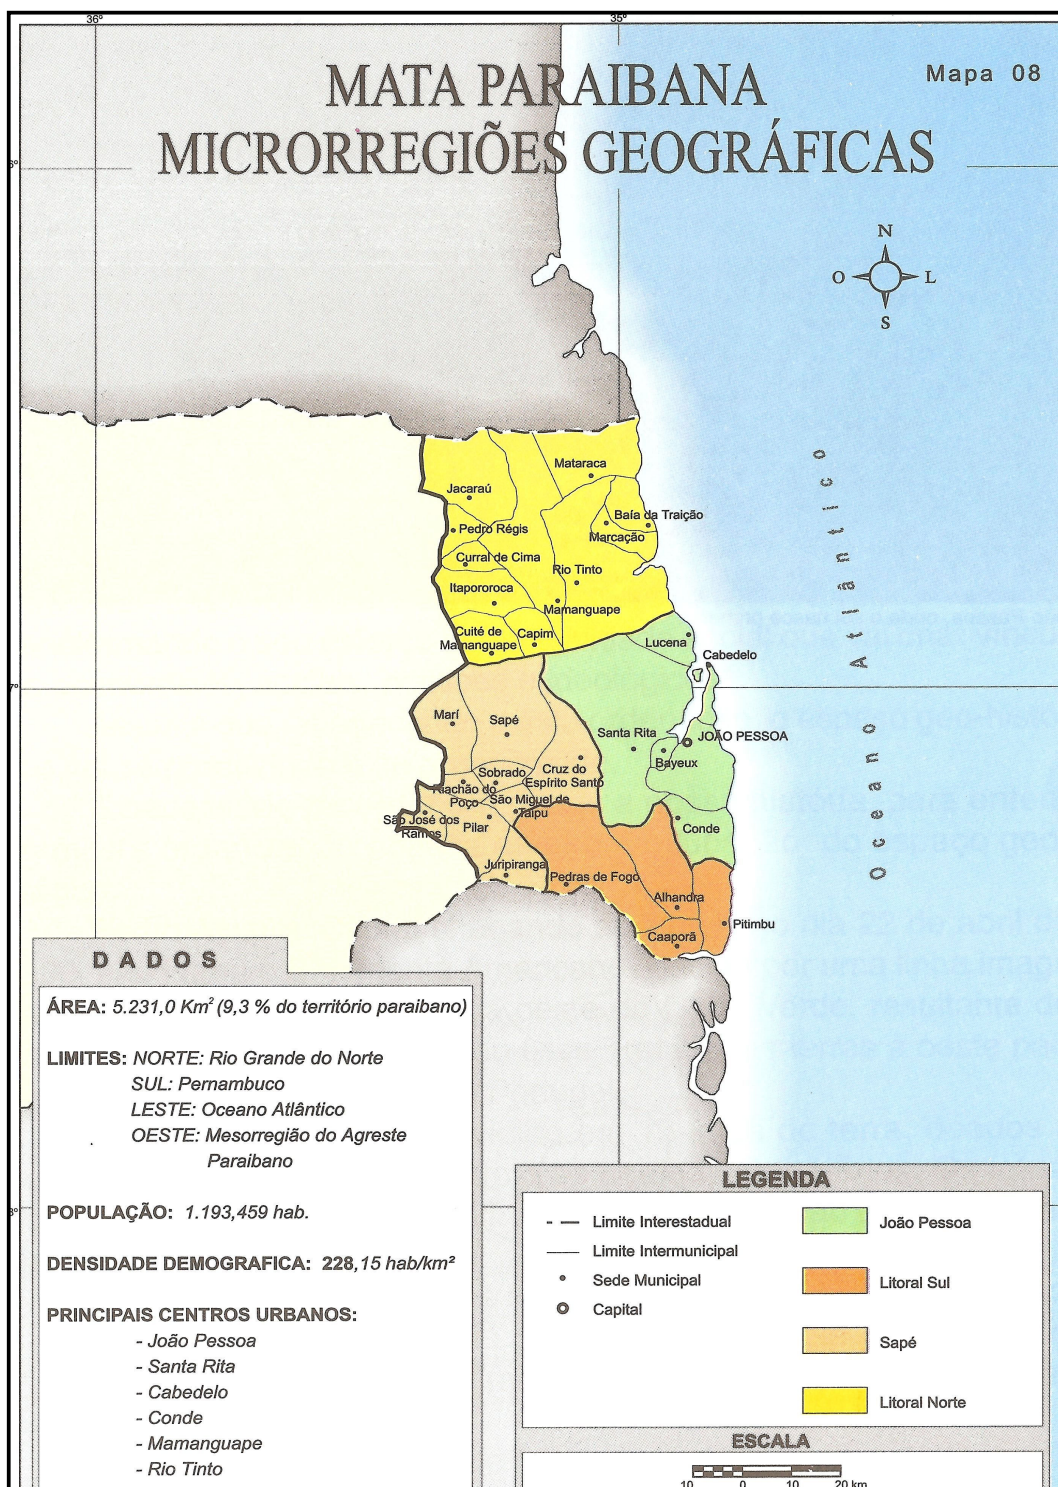 36°
35°
MATA PARAIBANA
MICRORREGIÕES GEOGRÁFICAS
Mapa 08
N
O
L
S
Oceano Atlântico
Mataraca
Jacaraú
Baía da Traição
Pedro Régis
Marcação
Curral de Cima
Rio Tinto
Itapororoca
Mamanguape
Cuité de
Mamanguape
Capim
Lucena
Cabedelo
7°
Marí
Sapé
Santa Rita
JOÃO PESSOA
Bayeux
Sobrado
Cruz do
Espírito Santo
Riachão do
Poço
São Miguel de
Taipu
São José dos
Ramos
Pilar
Conde
Juripiranga
Pedras de Fogo
Alhandra
Pitimbu
Caaporã
DADOS
ÁREA: 5.231,0 Km² (9,3 % do território paraibano)
LIMITES: NORTE: Rio Grande do Norte
SUL: Pernambuco
LESTE: Oceano Atlântico
OESTE: Mesorregião do Agreste
Paraibano
POPULAÇÃO: 1.193,459 hab.
DENSIDADE DEMOGRAFICA: 228,15 hab/km²
PRINCIPAIS CENTROS URBANOS:
- João Pessoa
- Santa Rita
- Cabedelo
- Conde
- Mamanguape
- Rio Tinto
LEGENDA
Limite Interestadual
Limite Intermunicipal
Sede Municipal
Capital
João Pessoa
Litoral Sul
Sapé
Litoral Norte
ESCALA
10 0 10 20 km